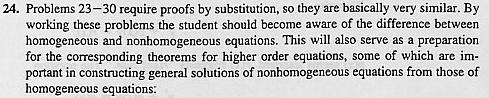 24. Problems 23–30 require proofs by substitution, so they are basically very similar. By
working these problems the student should become aware of the difference between
homogeneous and nonhomogeneous equations. This will also serve as a preparation
for the corresponding theorems for higher order equations, some of which are im-
portant in constructing general solutions of nonhomogeneous equations from those of
homogeneous equations: